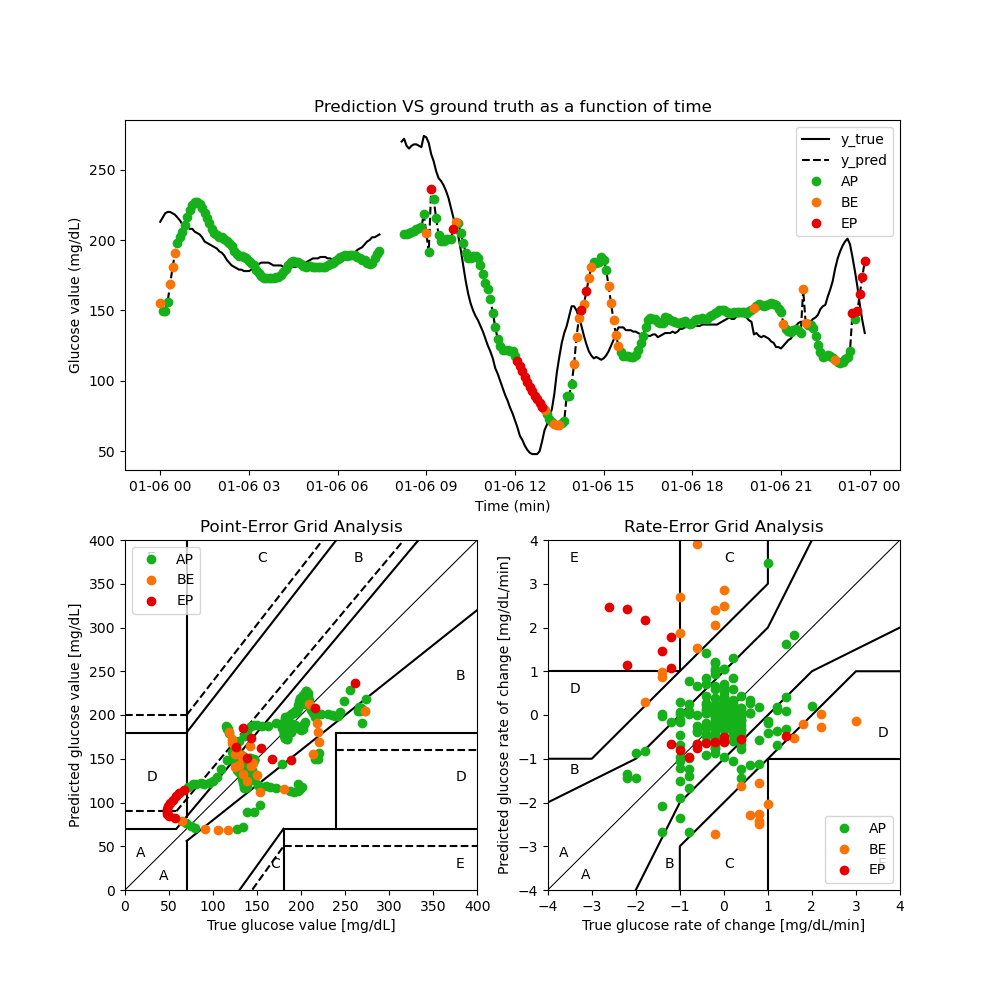 Prediction VS ground truth as a function of time
Glucose value (mg/dL)
250
200
150
100
50
y_true
y_pred
AP
BE
EP
01-06 00 01-06 03 01-06 06 01-06 09 01-06 12 01-06 15 01-06 18 01-06 21 01-07 00
Time (min)
Point-Error Grid Analysis
Predicted glucose value [mg/dL]
400
350
300
250
200
150
100
50
0
AP
BE
EP
C B
B
D D
A
A C E
0 50 100 150 200 250 300 350 400
True glucose value [mg/dL]
Rate-Error Grid Analysis
Predicted glucose rate of change [mg/dL/min]
4
3
2
1
0
−1
−2
−3
−4
E C
D
D
B
A
A B C
AP
BE
EP
−4 −3 −2 −1 0 1 2 3 4
True glucose rate of change [mg/dL/min]